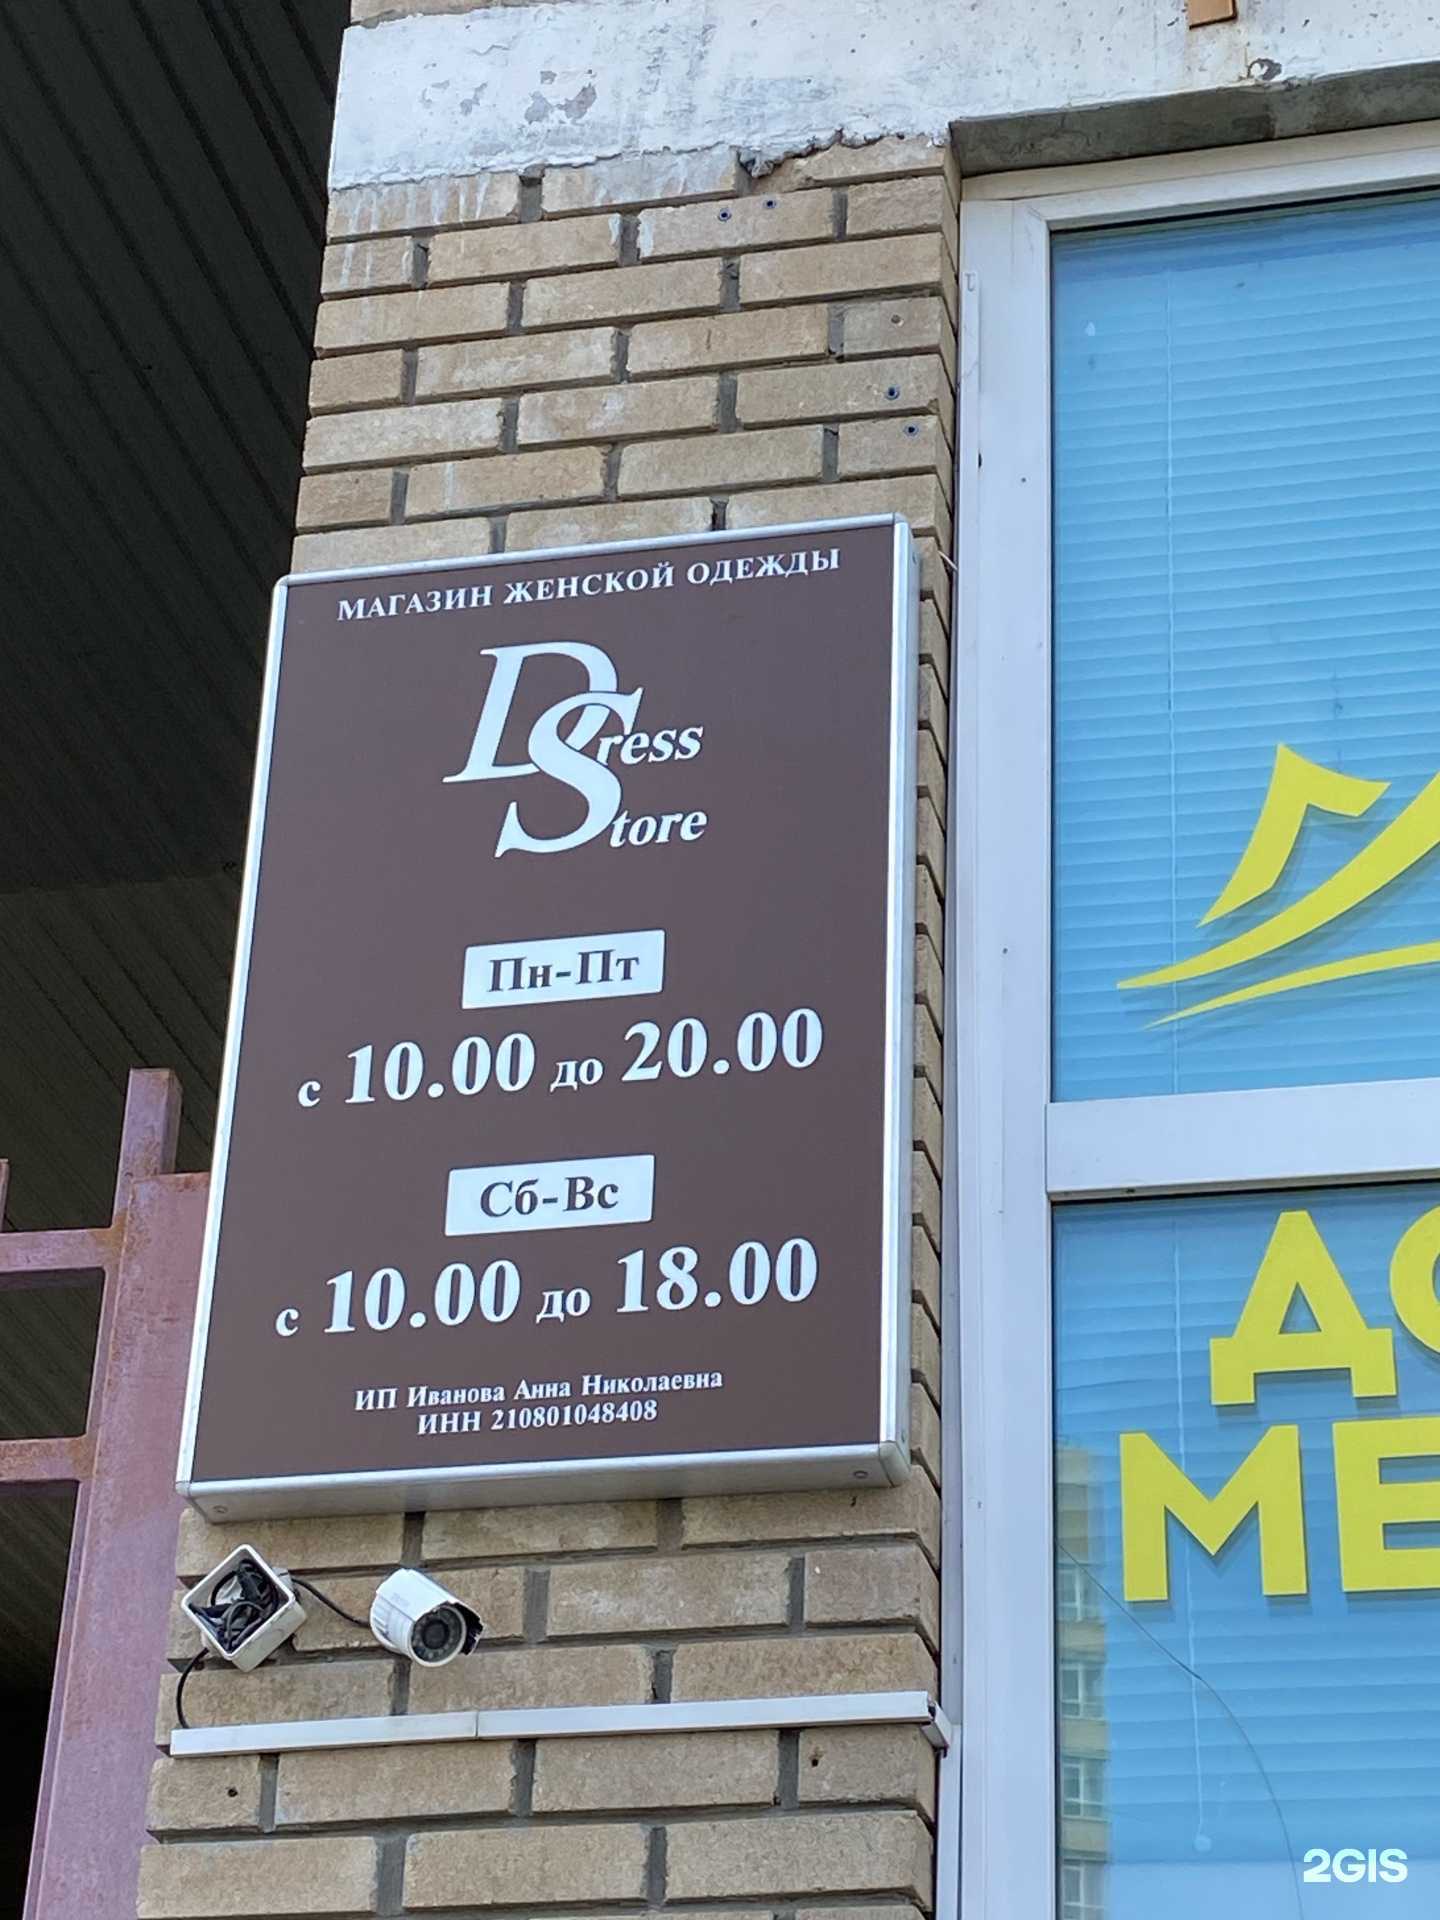 МАГАЗИН ЖЕНСКОЙ ОДЕЖДЫ
Dress
Store
Пн-Пт
с 10.00 до 20.00
Сб-Вс
с 10.00 до 18.00
ИП Иванова Анна Николаевна
ИНН 210801048408
2GIS